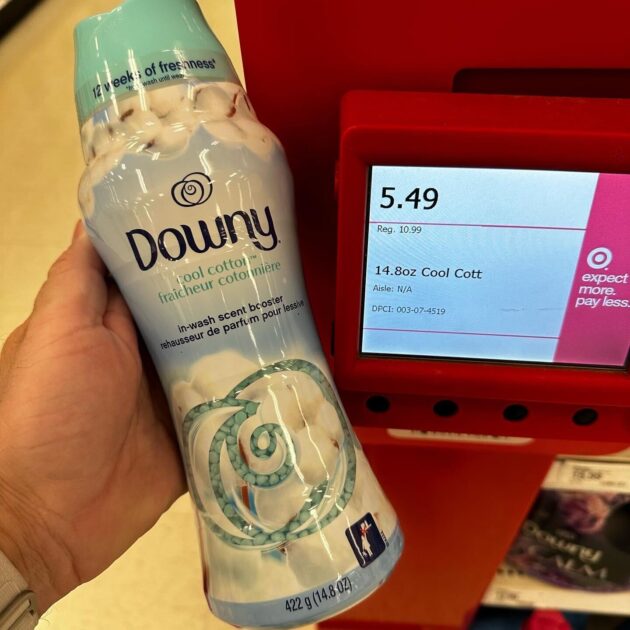 12 weeks of freshness*
Downy
cool cotton™
fraîcheur cotonnière
in-wash scent booster
rehausseur de parfum pour lessive
422 g (14.8 OZ)
5.49
Reg. 10.99
14.8oz Cool Cott
Aisle: N/A
DPCI: 003-07-4519
expect
more.
pay less.
Downy